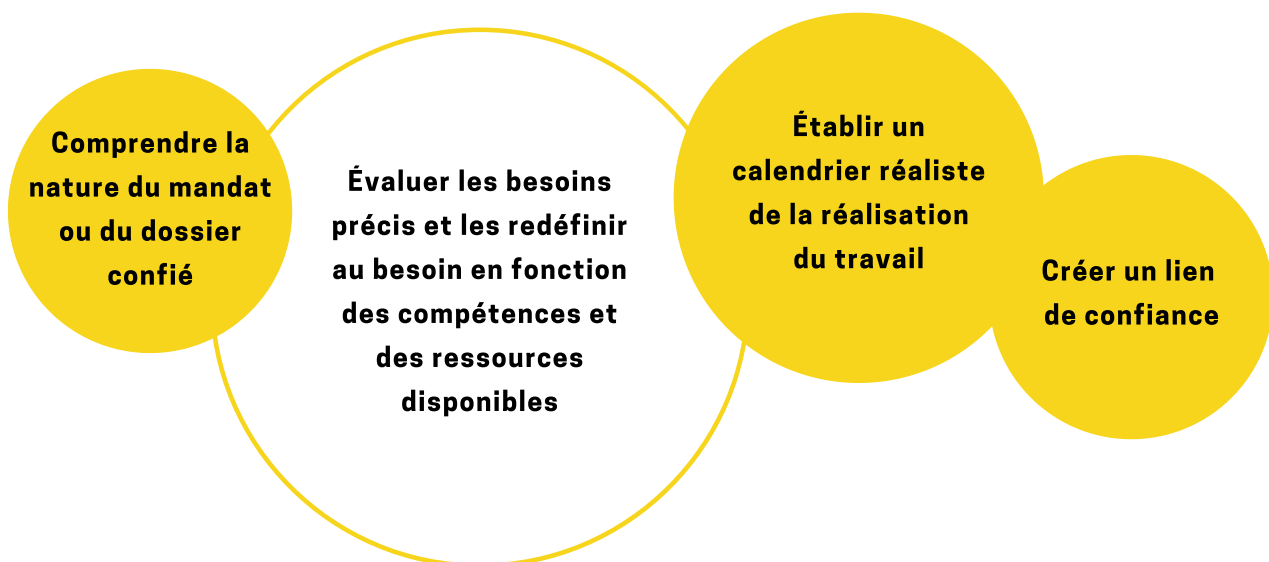 Comprendre la
nature du mandat
ou du dossier
confié
Évaluer les besoins
précis et les redéfinir
au besoin en fonction
des compétences et
des ressources
disponibles
Établir un
calendrier réaliste
de la réalisation
du travail
Créer un lien
de confiance